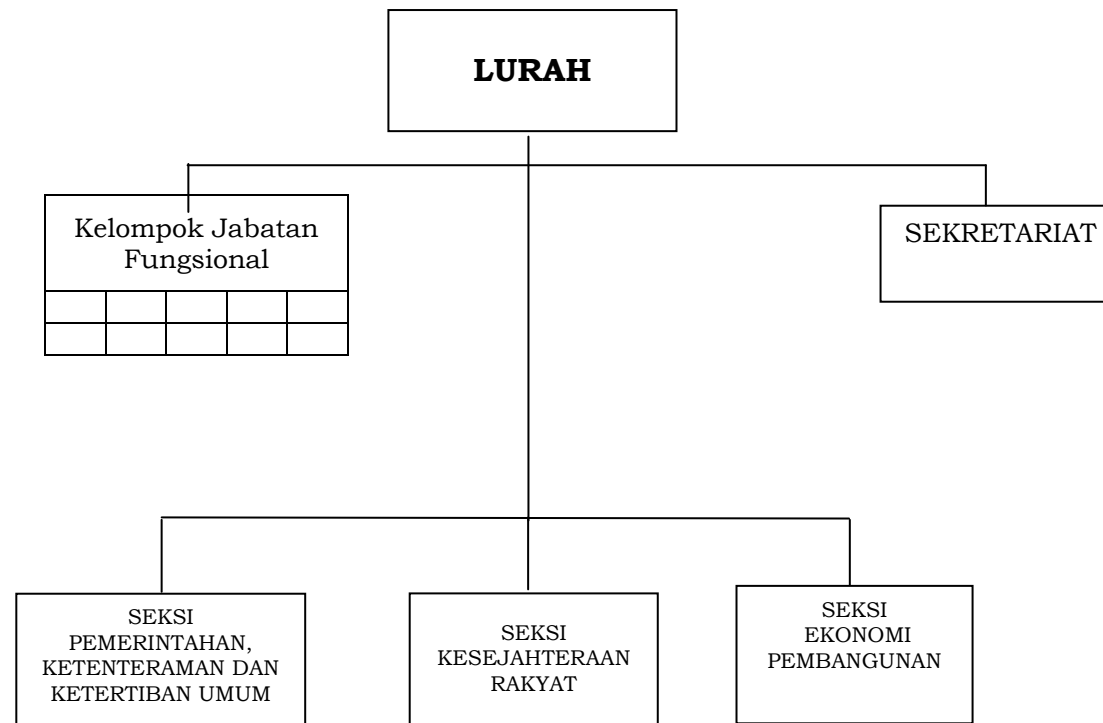 LURAH
Kelompok Jabatan
Fungsional
SEKRETARIAT
SEKSI
PEMERINTAHAN,
KETENTERAMAN DAN
KETERTIBAN UMUM
SEKSI
KESEJAHTERAAN
RAKYAT
SEKSI
EKONOMI
PEMBANGUNAN